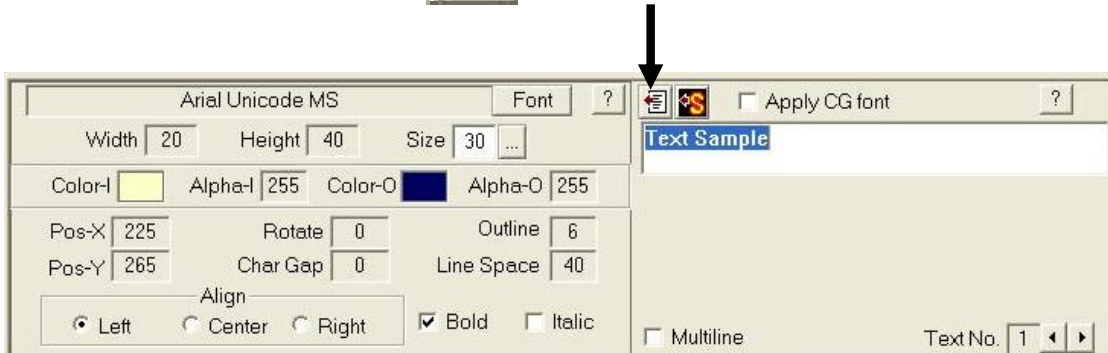 Arial Unicode MS Font ?
Width 20 Height 40 Size 30 ...
Color-I Alpha-I 255 Color-O Alpha-O 255
Pos-X 225 Rotate 0 Outline 6
Pos-Y 265 Char Gap 0 Line Space 40
Align
Left Center Right Bold Italic
S Apply CG font ?
Text Sample
Multiline Text No. 1